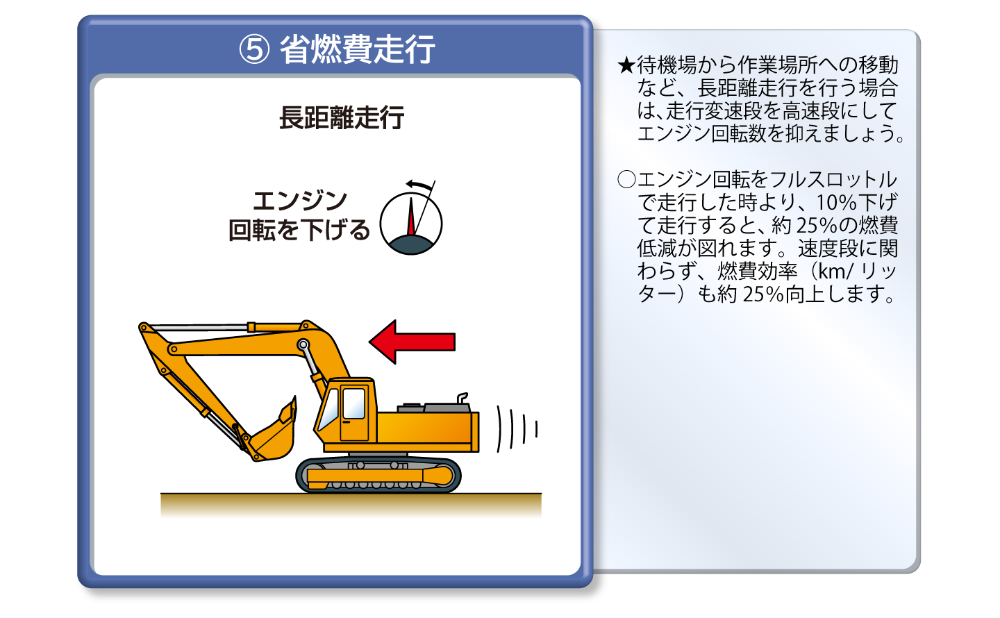 ⑤ 省燃費走行
長距離走行
エンジン
回転を下げる
★待機場から作業場所への移動
など、長距離走行を行う場合
は、走行変速段を高速段にして
エンジン回転数を抑えましょう。
○エンジン回転をフルスロットル
で走行した時より、10%下げ
て走行すると、約25%の燃費
低減が図れます。速度段に関
わらず、燃費効率（km/リッ
ター）も約25%向上します。